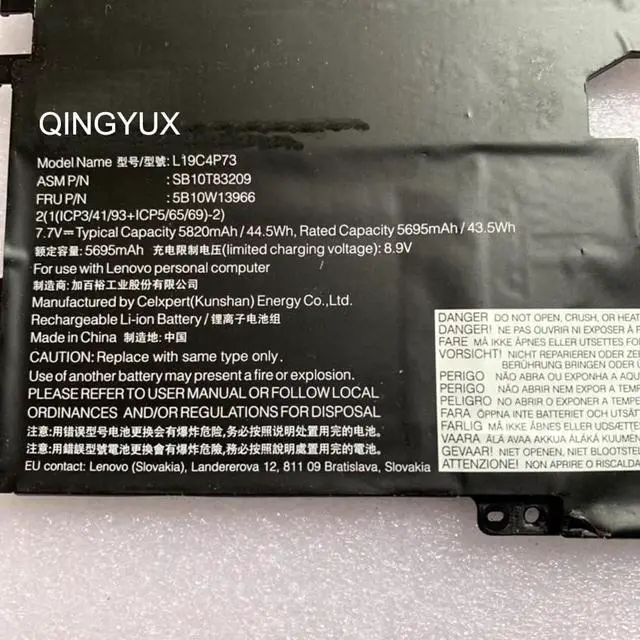 QINGYUX
Model Name 型号/型號: L19C4P73
ASM P/N : SB10T83209
FRU P/N : 5B10W13966
2(1(ICP3/41/93+ICP5/65/69)-2)
7.7V⎓Typical Capacity 5820mAh / 44.5Wh, Rated Capacity 5695mAh / 43.5Wh
额定容量: 5695mAh 充电限制电压(limited charging voltage): 8.9V
For use with Lenovo personal computer
制造商: 加百裕工业股份有限公司
Manufactured by Celxpert(Kunshan) Energy Co.,Ltd.
Rechargeable Li-ion Battery / 锂离子电池组
Made in China 制造地: 中国
CAUTION: Replace with same type only.
Use of another battery may present a fire or explosion.
PLEASE REFER TO USER MANUAL OR FOLLOW LOCAL
ORDINANCES AND/OR REGULATIONS FOR DISPOSAL
注意:用错误型号电池更换会有爆炸危险,务必按照说明处置用完的电池。
注意:用錯誤型號電池更換會有爆炸危險,務必按照說明處置用完的電池。
EU contact: Lenovo (Slovakia), Landererova 12, 811 09 Bratislava, Slovakia
DANGER DO NOT OPEN, CRUSH, OR HEAT
DANGER! NE PAS OUVRIR NI EXPOSER À
FARE MÅ IKKE ÅPNES ELLER UTSETTES FOR
VORSICHT! NICHT REPARIEREN ODER ZER
BERÜHRUNG BRINGEN ODER
PERIGO NÃO ABRA OU EXPONHA A AQU
PERIGO NÃO ABRIR NEM EXPOR A TEMP
PELIGRO NO ABRIR O EXPONER A TEMPER
FARA ÖPPNA INTE BATTERIET OCH UTSÄT
FARLIG MÅ IKKE ÅBNES ELLER UDSÆTTES
VAARA ÄLÄ AVAA AKKUA ÄLÄKÄ KUUM
GEVAAR! NIET OPENEN, NIET BLOOTSTEL
ATTENZIONE! NON APRIRE O RISCALDA